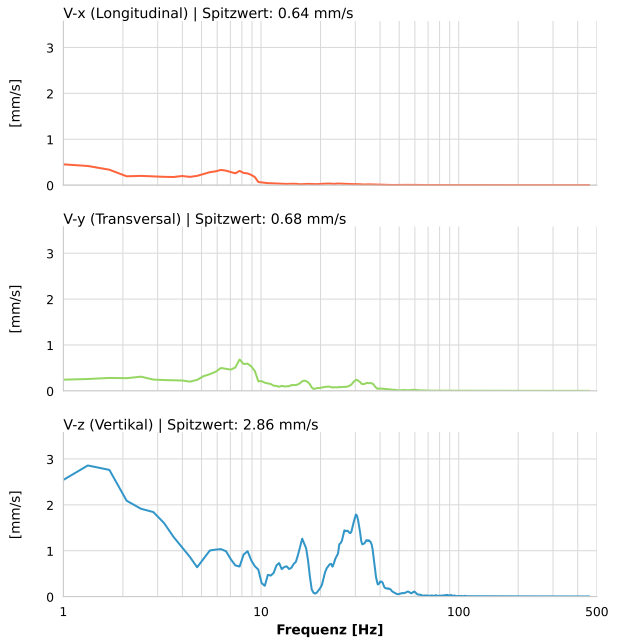 V-x (Longitudinal) | Spitzwert: 0.64 mm/s
3
2
1
0
[mm/s]
V-y (Transversal) | Spitzwert: 0.68 mm/s
3
2
1
0
[mm/s]
V-z (Vertikal) | Spitzwert: 2.86 mm/s
3
2
1
0
[mm/s]
1 10 100 500
Frequenz [Hz]